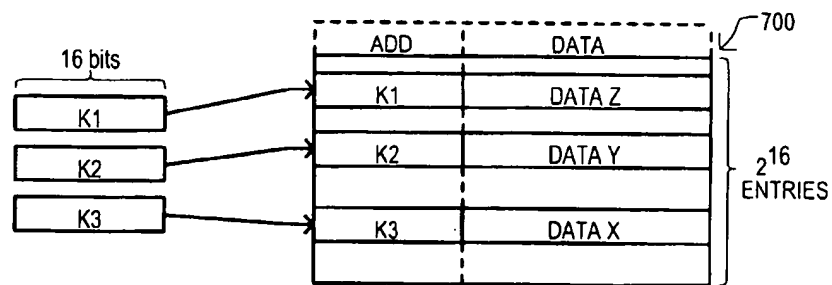 700
ADD DATA
16 bits
K1
K2
K3
K1 DATA Z
K2 DATA Y
K3 DATA X
2^16
ENTRIES